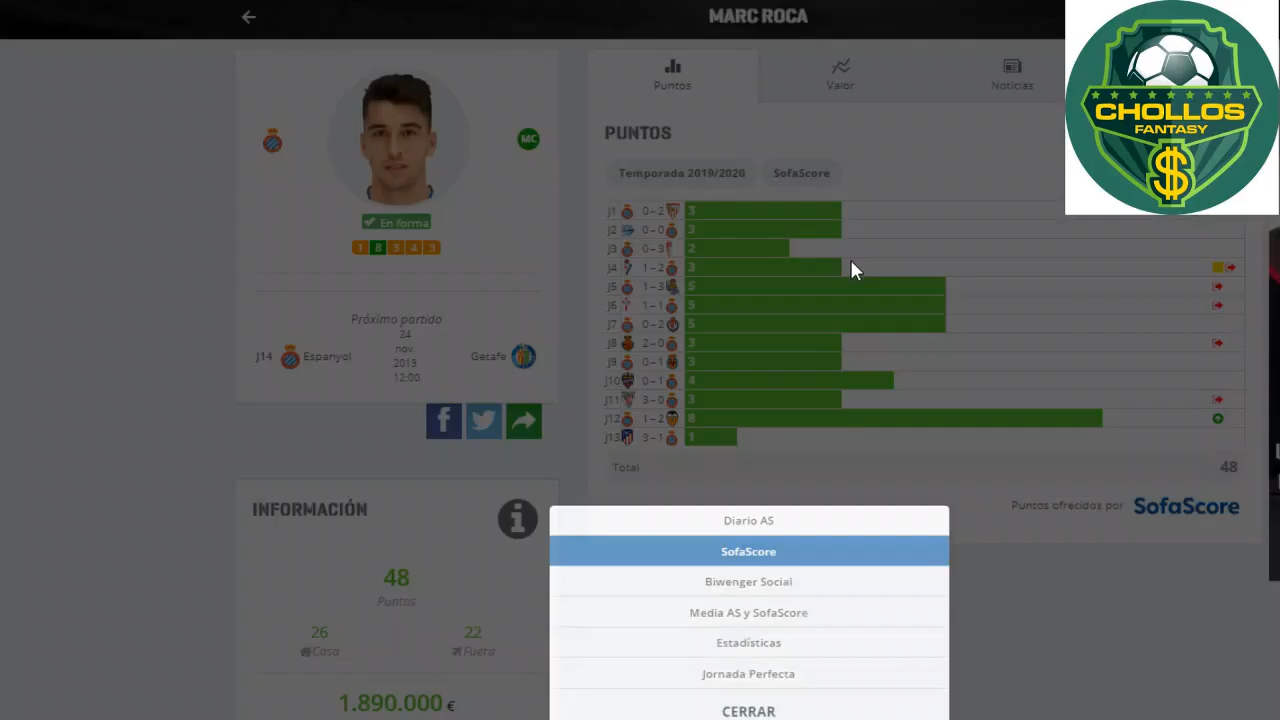 MARC ROCA
CHOLLOS
FANTASY
$
MC
En forma
1 8 3 4 3
Próximo partido
J14 Espanyol
24
nov.
2019
12:00
Getafe
f
INFORMACIÓN
i
48
Puntos
26
Casa
22
Fuera
1.890.000 €
Puntos
Valor
Noticias
PUNTOS
Temporada 2019/2020 SofaScore
J1 0-2 3
J2 0-0 3
J3 0-3 2
J4 1-2 3
J5 1-3 5
J6 1-1 5
J7 0-2 5
J8 2-0 3
J9 0-1 3
J10 0-1 4
J11 3-0 3
J12 1-2 8
J13 3-1 1
Total 48
Puntos ofrecidos por SofaScore
Diario AS
SofaScore
Biwenger Social
Media AS y SofaScore
Estadísticas
Jornada Perfecta
CERRAR